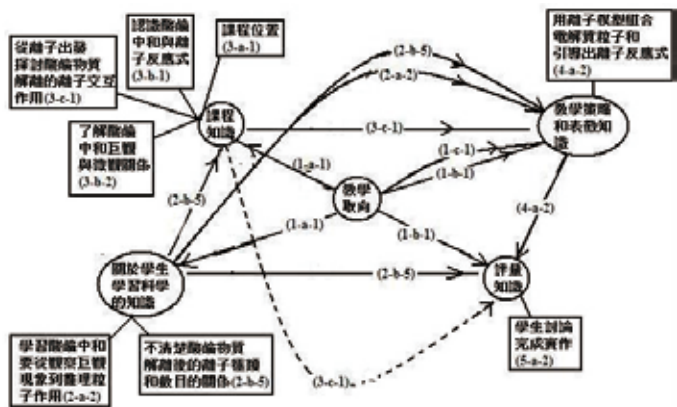 從離子出發
探討酸鹼物質
解離的離子交互
作用(3-c-1)
認識酸鹼
中和與離
子反應式
(3-b-1)
課程位置
(3-a-1)
用離子模型組合
電解質粒子和
引導出離子反應式
(4-a-2)
(2-b-5)
(2-a-2)
課程
知識
教學策略
和表徵知
識
(3-c-1)
了解酸鹼
中和巨觀
與微觀關係
(3-b-2)
(1-c-1)
(1-b-1)
(1-a-1)
(2-b-5)
教學
取向
(4-a-2)
(1-a-1)
(1-b-1)
關於學生
學習科學
的知識
(2-b-5)
評量
知識
學習酸鹼中和
要從觀察巨觀
現象到推理粒
子作用(2-a-2)
不清楚酸鹼物質
解離後的離子種類
和數目的關係(2-b-5)
(3-c-1)
學生討論
完成實作
(5-a-2)